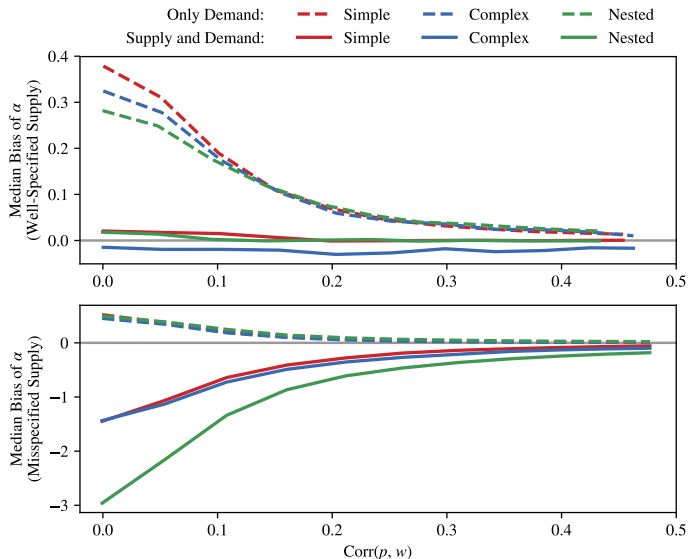 Only Demand: Simple Complex Nested
Supply and Demand: Simple Complex Nested
Median Bias of α
(Well-Specified Supply)
0.4
0.3
0.2
0.1
0.0
0.0 0.1 0.2 0.3 0.4 0.5
Median Bias of α
(Misspecified Supply)
0
−1
−2
−3
0.0 0.1 0.2 0.3 0.4 0.5
Corr(p, w)